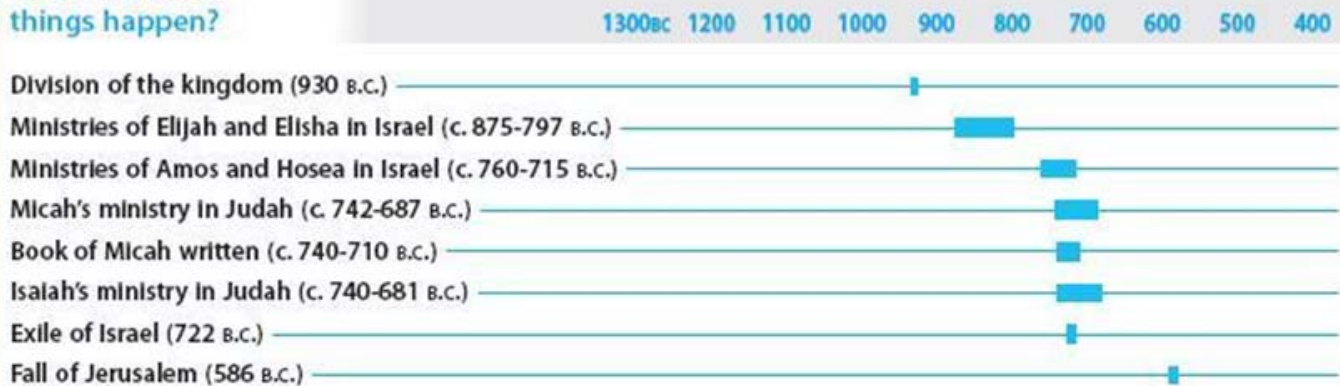 things happen? 1300BC 1200 1100 1000 900 800 700 600 500 400
Division of the kingdom (930 B.C.)
Ministries of Elijah and Elisha in Israel (c. 875-797 B.C.)
Ministries of Amos and Hosea in Israel (c. 760-715 B.C.)
Micah's ministry in Judah (c. 742-687 B.C.)
Book of Micah written (c. 740-710 B.C.)
Isaiah's ministry in Judah (c. 740-681 B.C.)
Exile of Israel (722 B.C.)
Fall of Jerusalem (586 B.C.)